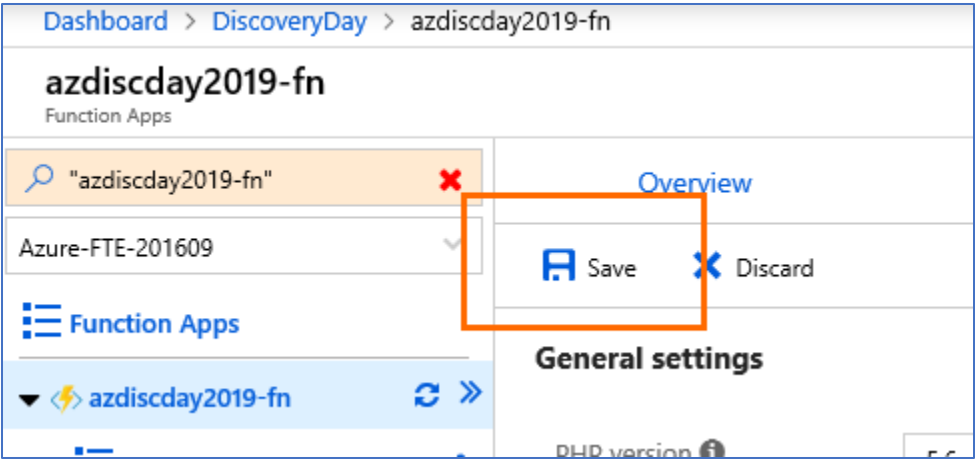 Dashboard > DiscoveryDay > azdiscday2019-fn
azdiscday2019-fn
Function Apps
"azdiscday2019-fn"
Overview
Azure-FTE-201609
Save
Discard
Function Apps
General settings
azdiscday2019-fn
PHP version